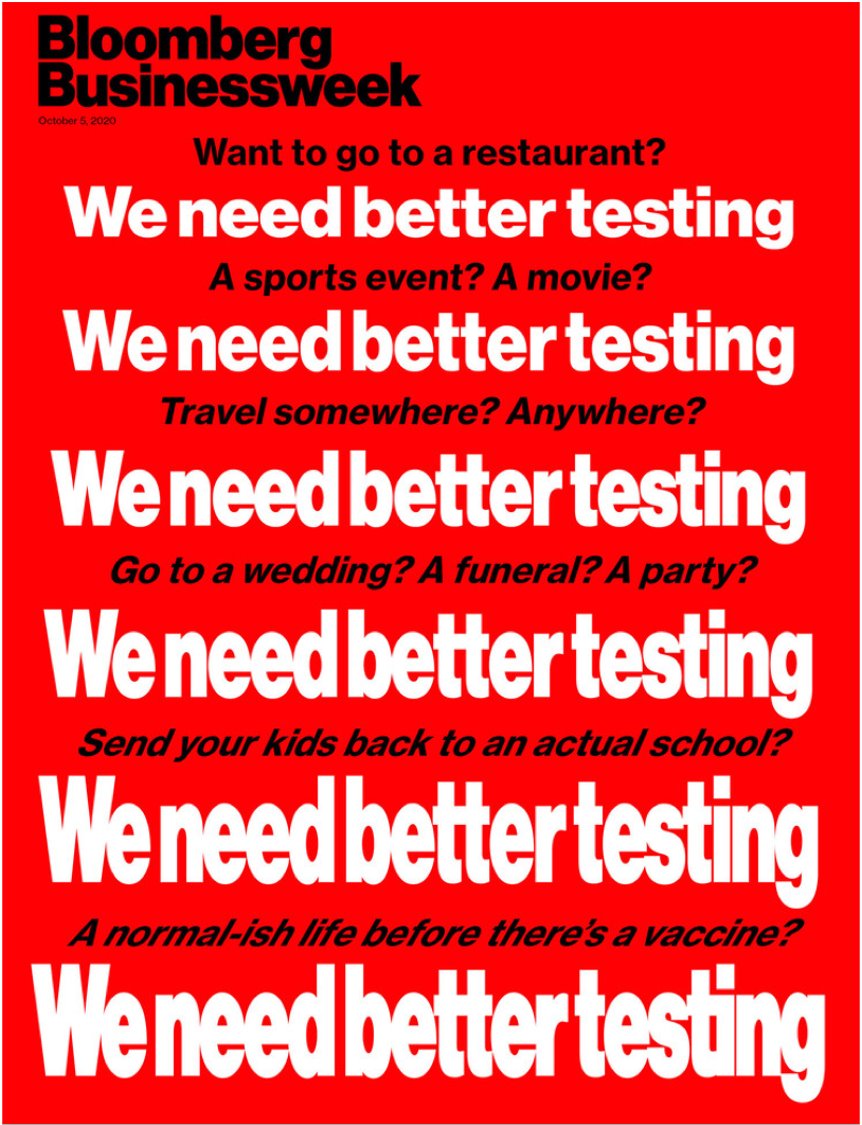 Bloomberg
Businessweek
October 5, 2020
Want to go to a restaurant?
We need better testing
A sports event? A movie?
We need better testing
Travel somewhere? Anywhere?
We need better testing
Go to a wedding? A funeral? A party?
We need better testing
Send your kids back to an actual school?
We need better testing
A normal-ish life before there’s a vaccine?
We need better testing